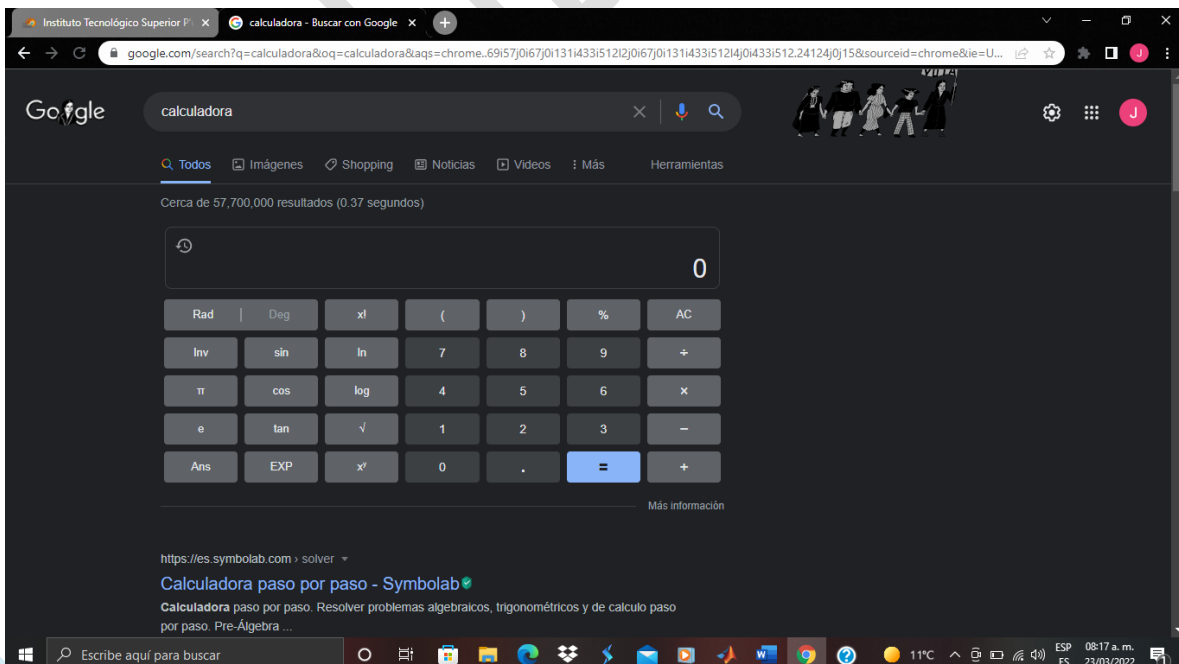 Instituto Tecnológico Superior P
calculadora - Buscar con Google
google.com/search?q=calculadora&oq=calculadora&aqs=chrome..69i57j0i67j0i131i433i512l2j0i67j0i131i433i512l4j0i433i512.24124j0j15&sourceid=chrome&ie=U...
J
Google
calculadora
J
Todos Imágenes Shopping Noticias Videos Más Herramientas
Cerca de 57,700,000 resultados (0.37 segundos)
0
Rad | Deg x! ( ) % AC
Inv sin ln 7 8 9 ÷
π cos log 4 5 6 ×
e tan √ 1 2 3 −
Ans EXP xʸ 0 . = +
Más información
https://es.symbolab.com › solver
Calculadora paso por paso - Symbolab
Calculadora paso por paso. Resolver problemas algebraicos, trigonométricos y de calculo paso
por paso. Pre-Álgebra ...
Escribe aquí para buscar
11°C
ESP
ES
08:17 a. m.
23/03/2022
1